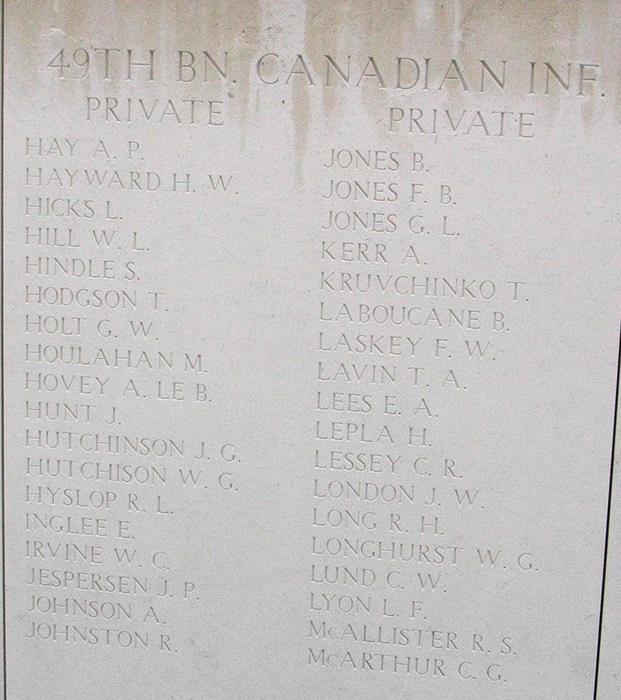 49TH BN. CANADIAN INF.
PRIVATE
HAY A. P.
HAYWARD H. W.
HICKS L.
HILL W. L.
HINDLE S.
HODGSON T.
HOLT G. W.
HOULAHAN M.
HOVEY A. LE B.
HUNT J.
HUTCHINSON J. G.
HUTCHISON W. G.
HYSLOP R. L.
INGLEE E.
IRVINE W. C.
JESPERSEN J. P.
JOHNSON A.
JOHNSTON R.
PRIVATE
JONES B.
JONES F. B.
JONES G. L.
KERR A.
KRUVCHINKO T.
LABOUCANE B.
LASKEY F. W.
LAVIN T. A.
LEES E. A.
LEPLA H.
LESSEY C. R.
LONDON J. W.
LONG R. H.
LONGHURST W. G.
LUND C. W.
LYON L. F.
McALLISTER R. S.
McARTHUR C. G.